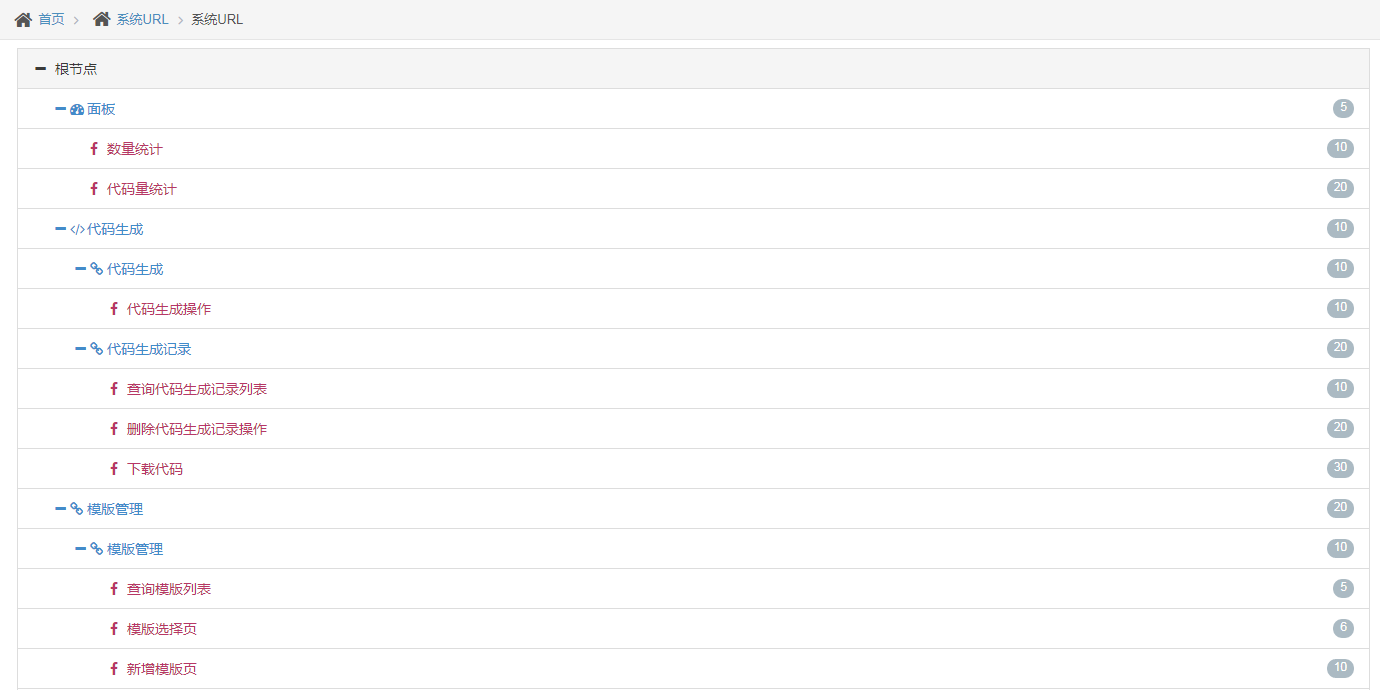 首页 系统URL 系统URL
根节点
面板 5
数量统计 10
代码量统计 20
代码生成 10
代码生成 10
代码生成操作 10
代码生成记录 20
查询代码生成记录列表 10
删除代码生成记录操作 20
下载代码 30
模版管理 20
模版管理 10
查询模版列表 5
模版选择页 6
新增模版页 10